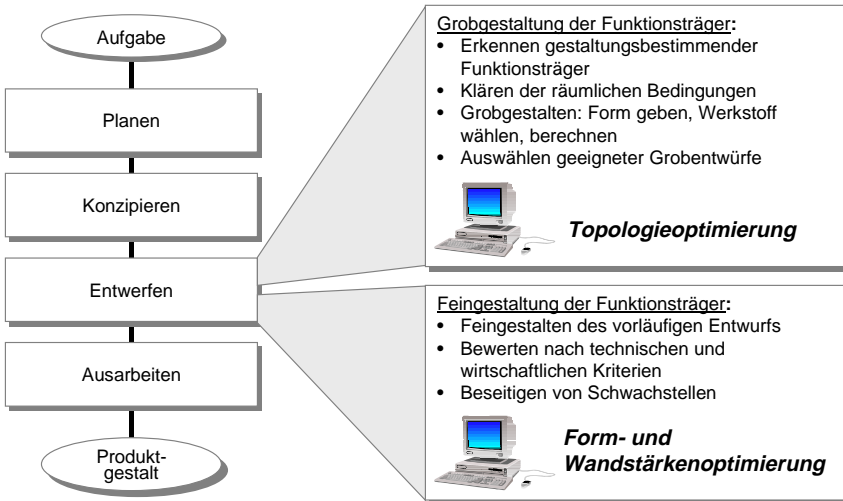 Aufgabe
Planen
Konzipieren
Entwerfen
Ausarbeiten
Produkt-
gestalt
Grobgestaltung der Funktionsträger:
• Erkennen gestaltungsbestimmender
Funktionsträger
• Klären der räumlichen Bedingungen
• Grobgestalten: Form geben, Werkstoff
wählen, berechnen
• Auswählen geeigneter Grobentwürfe
Topologieoptimierung
Feingestaltung der Funktionsträger:
• Feingestalten des vorläufigen Entwurfs
• Bewerten nach technischen und
wirtschaftlichen Kriterien
• Beseitigen von Schwachstellen
Form- und
Wandstärkenoptimierung